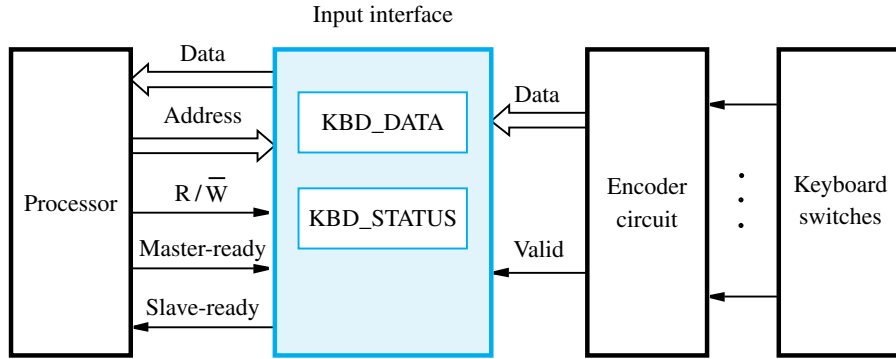 Input interface
Processor
Data
Address
R / W̅
Master-ready
Slave-ready
KBD_DATA
KBD_STATUS
Data
Valid
Encoder
circuit
Keyboard
switches